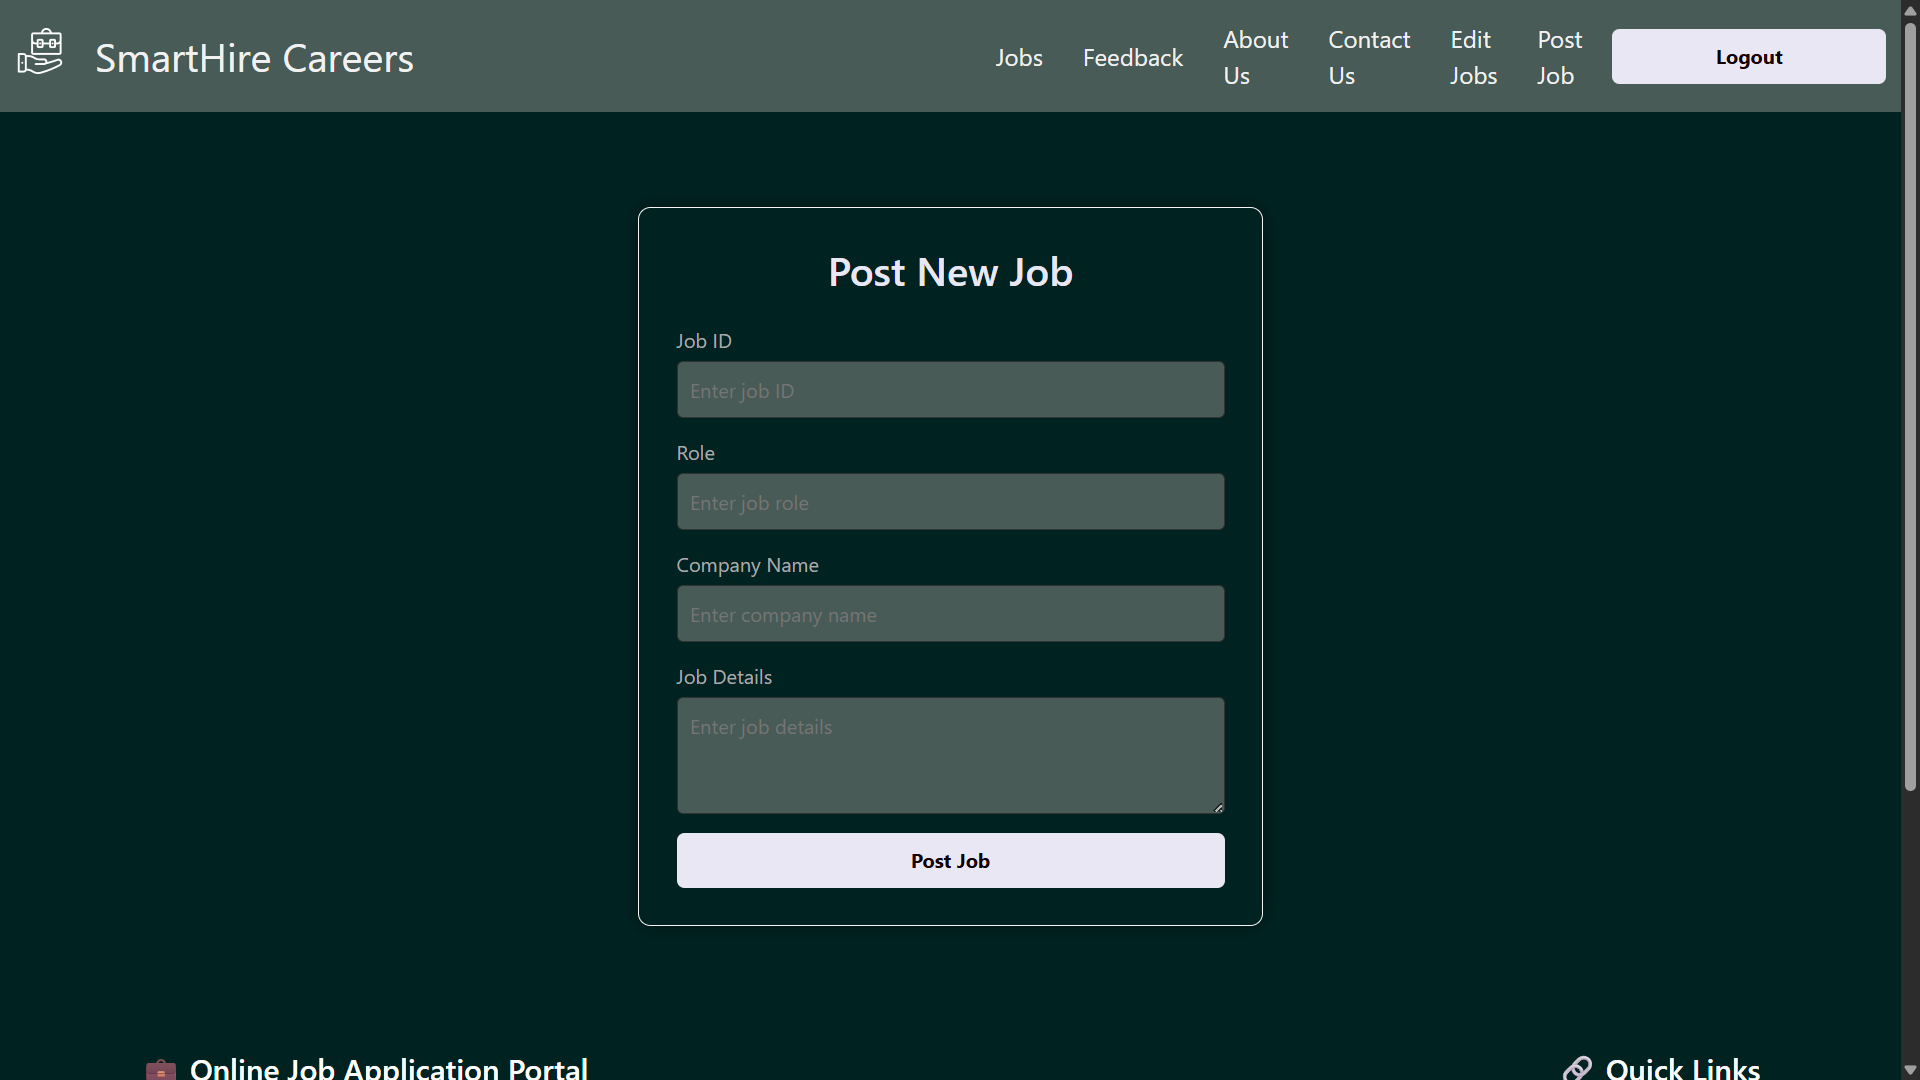 SmartHire Careers
Jobs
Feedback
About
Us
Contact
Us
Edit
Jobs
Post
Job
Logout
Post New Job
Job ID
Enter job ID
Role
Enter job role
Company Name
Enter company name
Job Details
Enter job details
Post Job
Online Job Application Portal
Quick Links